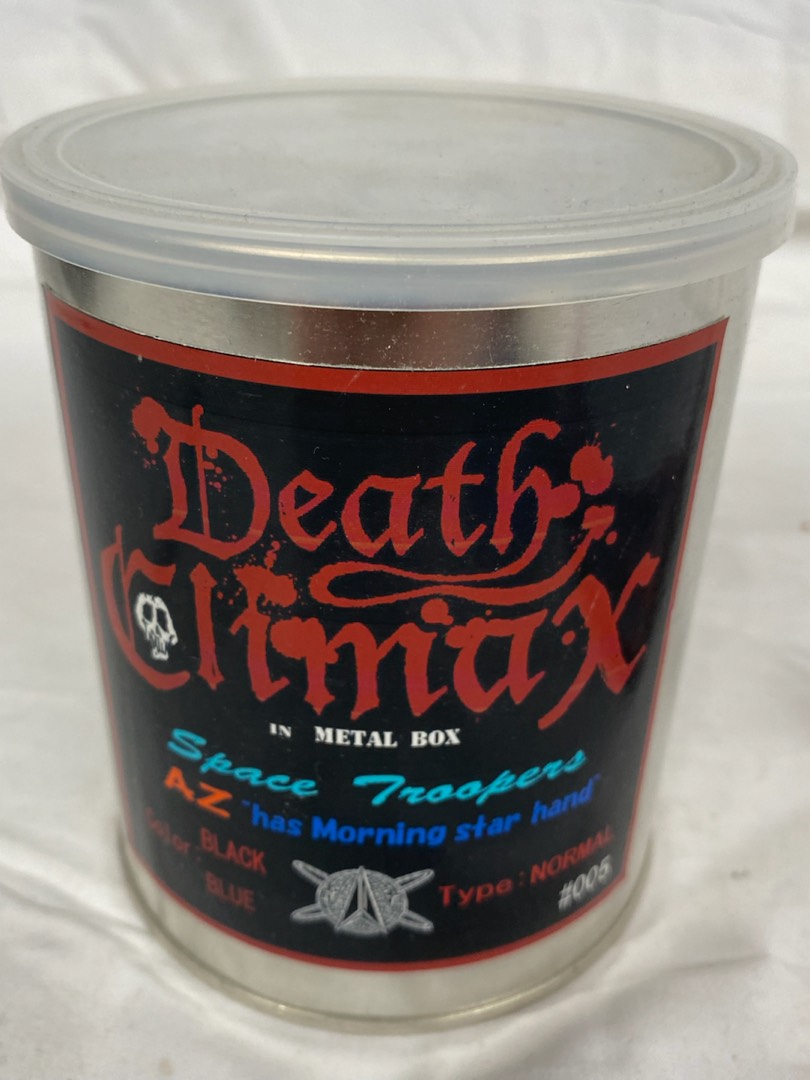 Death
Climax
IN METAL BOX
Space Troopers
AZ "has Morning star hand"
Color: BLACK
BLUE
Type: NORMAL
#005